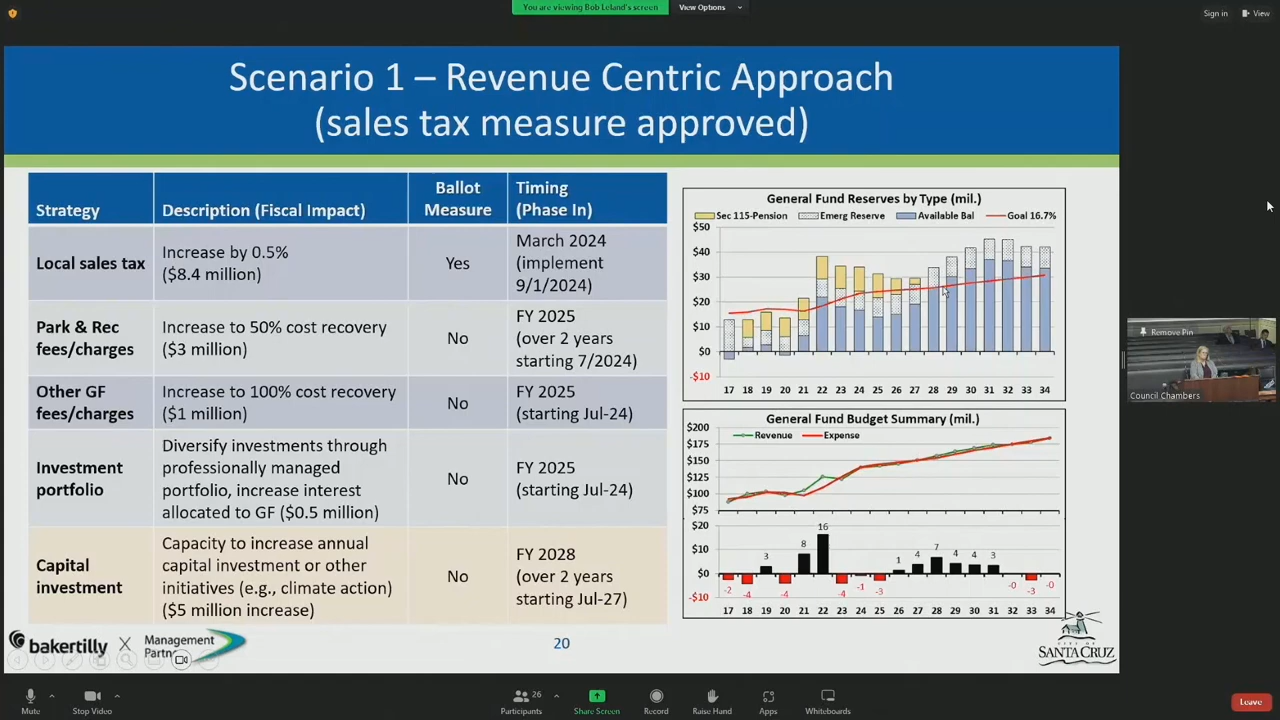 You are viewing Bob Leland's screen
View Options
Sign in
View
Scenario 1 – Revenue Centric Approach
(sales tax measure approved)
Strategy
Description (Fiscal Impact)
Ballot
Measure
Timing
(Phase In)
Local sales tax
Increase by 0.5%
($8.4 million)
Yes
March 2024
(implement
9/1/2024)
Park & Rec
fees/charges
Increase to 50% cost recovery
($3 million)
No
FY 2025
(over 2 years
starting 7/2024)
Other GF
fees/charges
Increase to 100% cost recovery
($1 million)
No
FY 2025
(starting Jul-24)
Investment
portfolio
Diversify investments through
professionally managed
portfolio, increase interest
allocated to GF ($0.5 million)
No
FY 2025
(starting Jul-24)
Capital
investment
Capacity to increase annual
capital investment or other
initiatives (e.g., climate action)
($5 million increase)
No
FY 2028
(over 2 years
starting Jul-27)
General Fund Reserves by Type (mil.)
Sec 115-Pension Emerg Reserve Available Bal Goal 16.7%
$50
$40
$30
$20
$10
$0
-$10
17 18 19 20 21 22 23 24 25 26 27 28 29 30 31 32 33 34
General Fund Budget Summary (mil.)
Revenue Expense
$200
$175
$150
$125
$100
$75
$20
$10
$0
-$10
-2 -4 3 -4 8 16 -4 -1 -3 1 4 7 4 4 3 -0 -3 -0
17 18 19 20 21 22 23 24 25 26 27 28 29 30 31 32 33 34
bakertilly X Management
20
CITY OF
SANTA CRUZ
Remove Pin
Council Chambers
Mute
Stop Video
26
Participants
Share Screen
Record
Raise Hand
Apps
Whiteboards
Leave